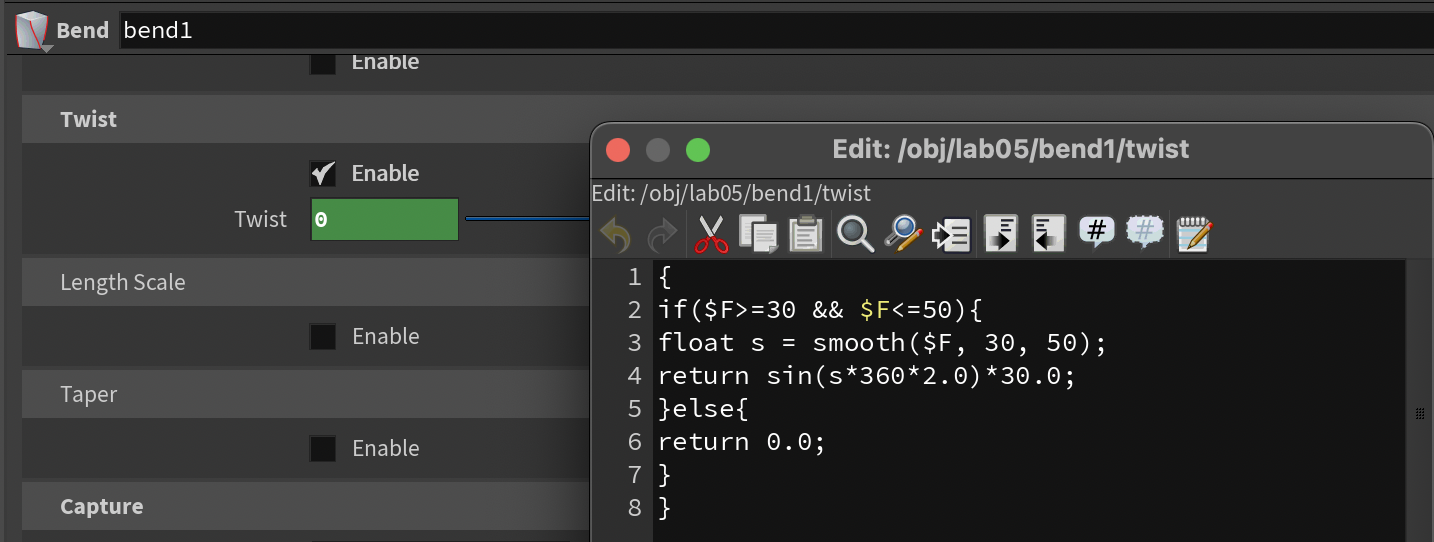 Bend bend1
Enable
Twist
Enable
Twist 0
Length Scale
Enable
Taper
Enable
Capture
Edit: /obj/lab05/bend1/twist
Edit: /obj/lab05/bend1/twist
# #
1 {
2 if($F>=30 && $F<=50){
3 float s = smooth($F, 30, 50);
4 return sin(s*360*2.0)*30.0;
5 }else{
6 return 0.0;
7 }
8 }